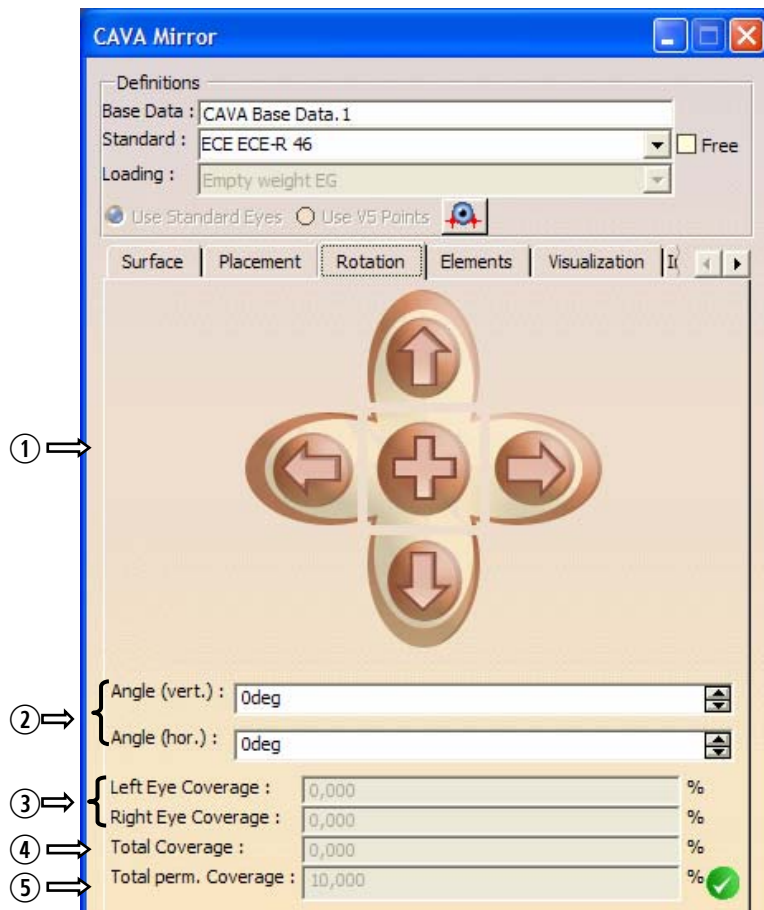 CAVA Mirror
Definitions
Base Data : CAVA Base Data.1
Standard : ECE ECE-R 46 Free
Loading : Empty weight EG
Use Standard Eyes Use V5 Points
Surface Placement Rotation Elements Visualization
①
② Angle (vert.) : 0deg
Angle (hor.) : 0deg
③ Left Eye Coverage : 0,000 %
Right Eye Coverage : 0,000 %
④ Total Coverage : 0,000 %
⑤ Total perm. Coverage : 10,000 %